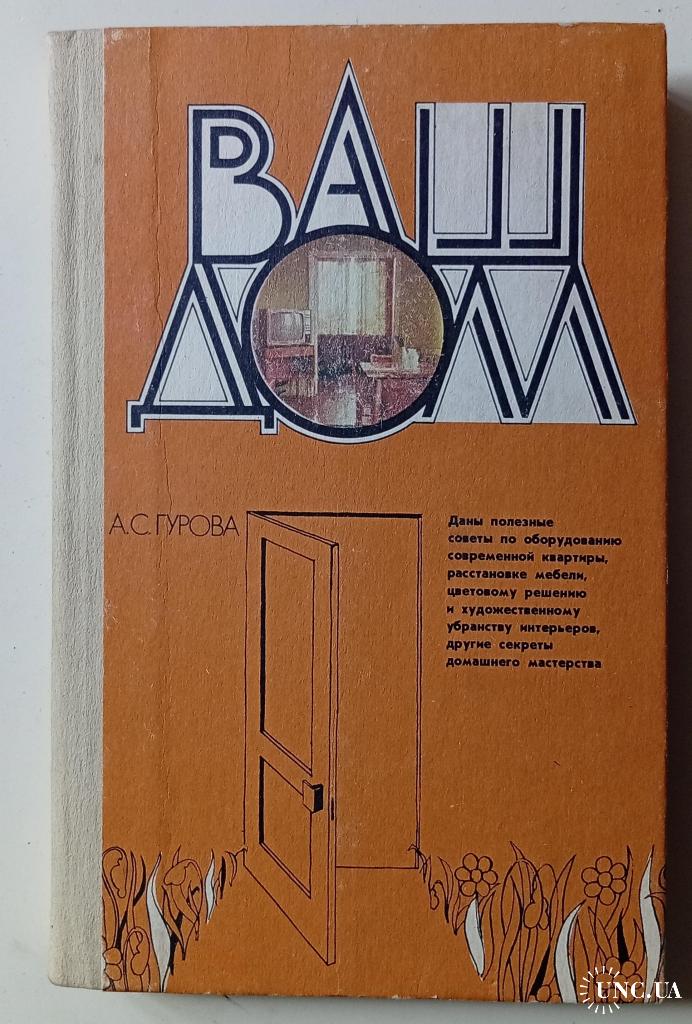 ВАШ
ДОМ
А.С.ГУРОВА
Даны полезные
советы по оборудованию
современной квартиры,
расстановке мебели,
цветовому решению
и художественному
убранству интерьеров,
другие секреты
домашнего мастерства
UNC.UA